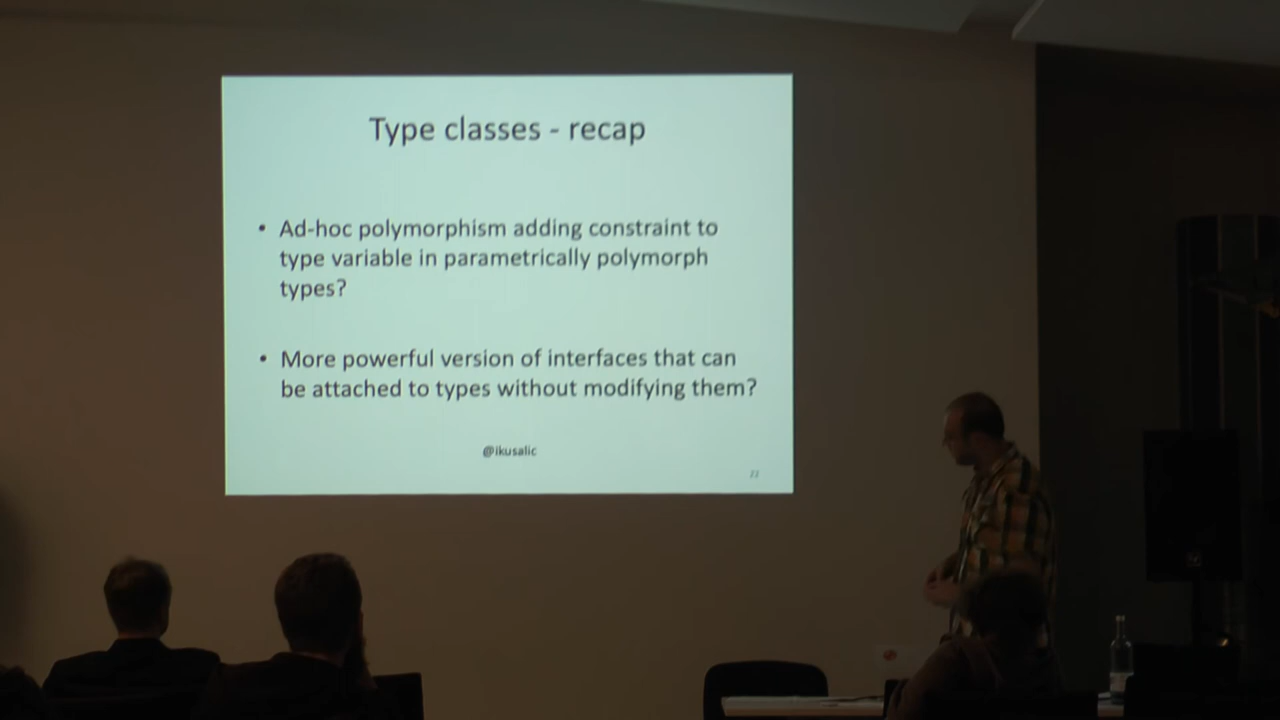 Type classes - recap
• Ad-hoc polymorphism adding constraint to
type variable in parametrically polymorph
types?
• More powerful version of interfaces that can
be attached to types without modifying them?
@ikusalic